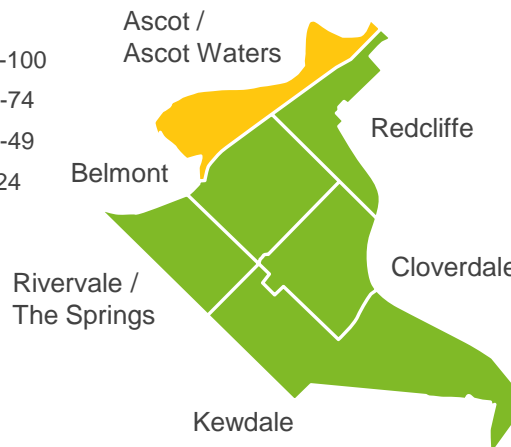 Ascot /
Ascot Waters
-100
-74
-49
24
Redcliffe
Belmont
Cloverdale
Rivervale /
The Springs
Kewdale